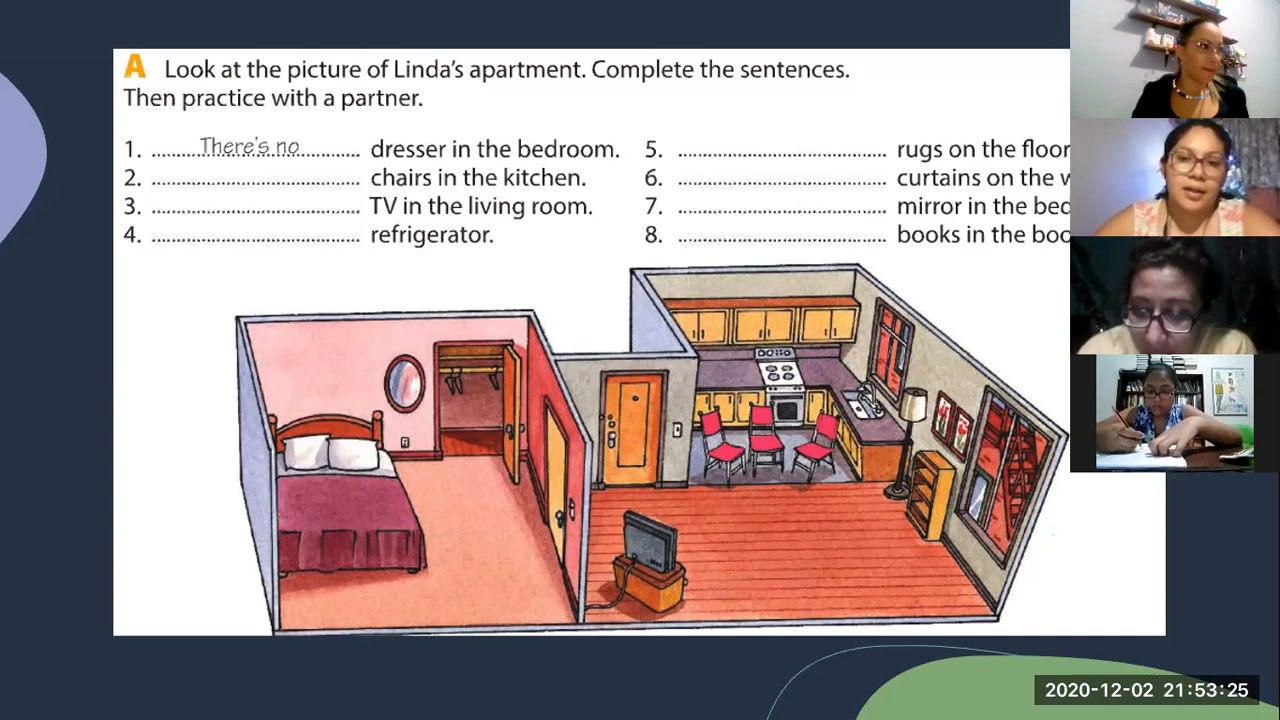 A Look at the picture of Linda's apartment. Complete the sentences.
Then practice with a partner.
1. There's no dresser in the bedroom.
2. chairs in the kitchen.
3. TV in the living room.
4. refrigerator.
5. rugs on the floor
6. curtains on the w
7. mirror in the bed
8. books in the boo
2020-12-02 21:53:25